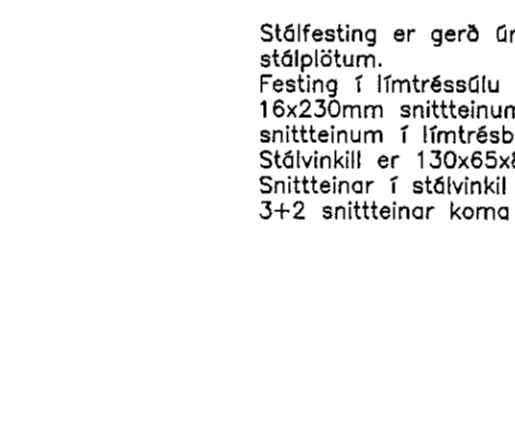 Stálfesting er gerð úr
stálplötum.
Festing í límtréssúlu
16x230mm snittteinum
snittteinum í límtrésb
Stálvinkill er 130x65x8
Snittteinar í stálvinkil
3+2 snittteinar koma